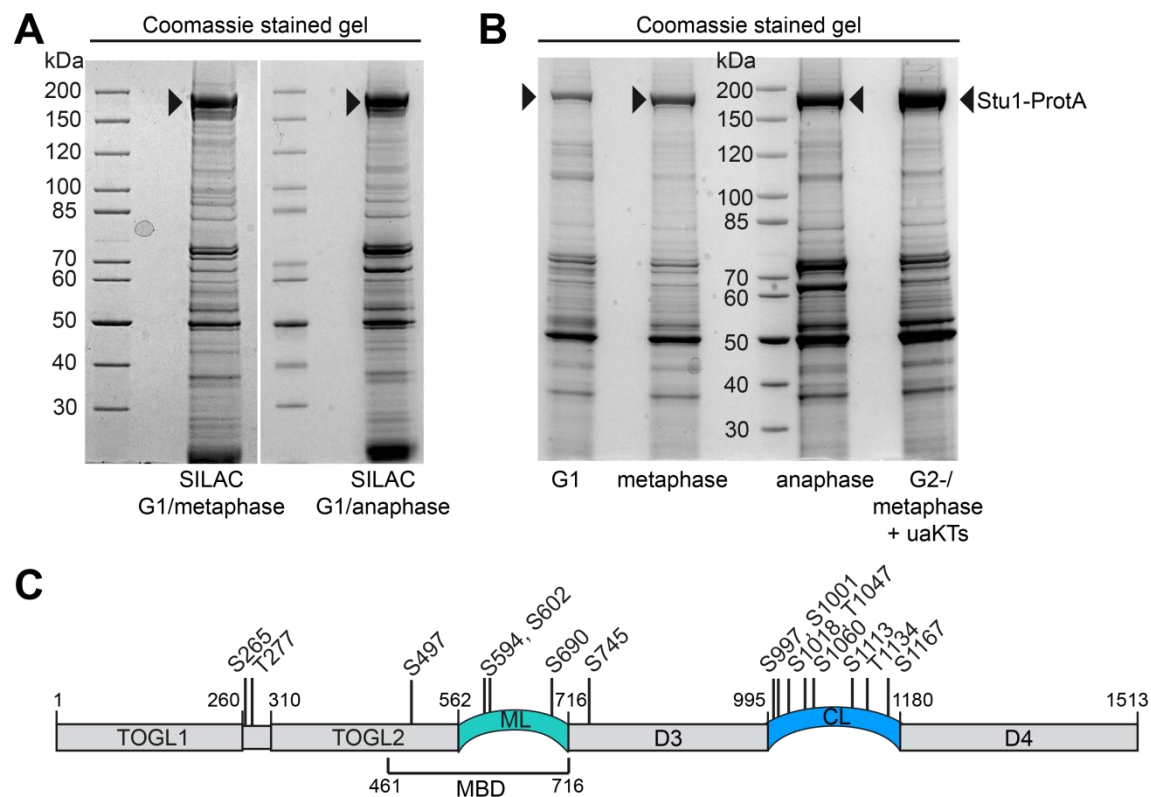 A
Coomassie stained gel
kDa
200
150
120
100
85
70
60
50
40
30
SILAC
G1/metaphase
SILAC
G1/anaphase
B
Coomassie stained gel
kDa
200
150
120
100
85
70
60
50
40
30
Stu1-ProtA
G1
metaphase
anaphase
G2-/
metaphase
+ uaKTs
C
S265
T277
S497
S594, S602
S690
S745
S997, S1001
S1018, T1047
S1060
S1113
T1134
S1167
1 260 310 562 716 995 1180 1513
TOGL1 TOGL2 ML D3 CL D4
461 MBD 716